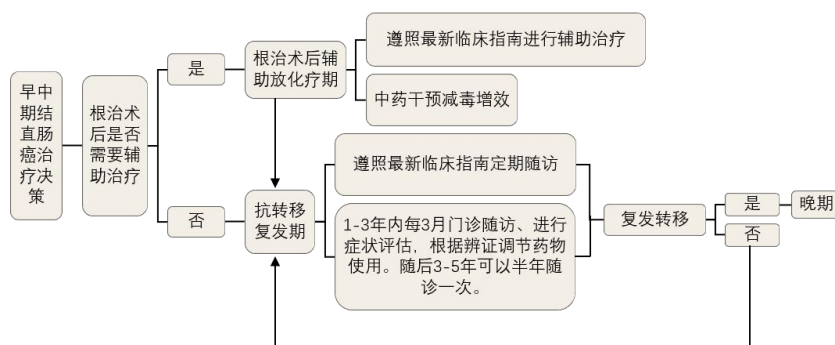 早中
期结
直肠
癌治
疗决
策
根治术
后是否
需要辅
助治疗
是
根治术后辅
助放化疗期
遵照最新临床指南进行辅助治疗
中药干预减毒增效
否
抗转移
复发期
遵照最新临床指南定期随访
1-3年内每3月门诊随访、进行
症状评估，根据辨证调节药物
使用。随后3-5年可以半年随
诊一次。
复发转移
是
晚期
否